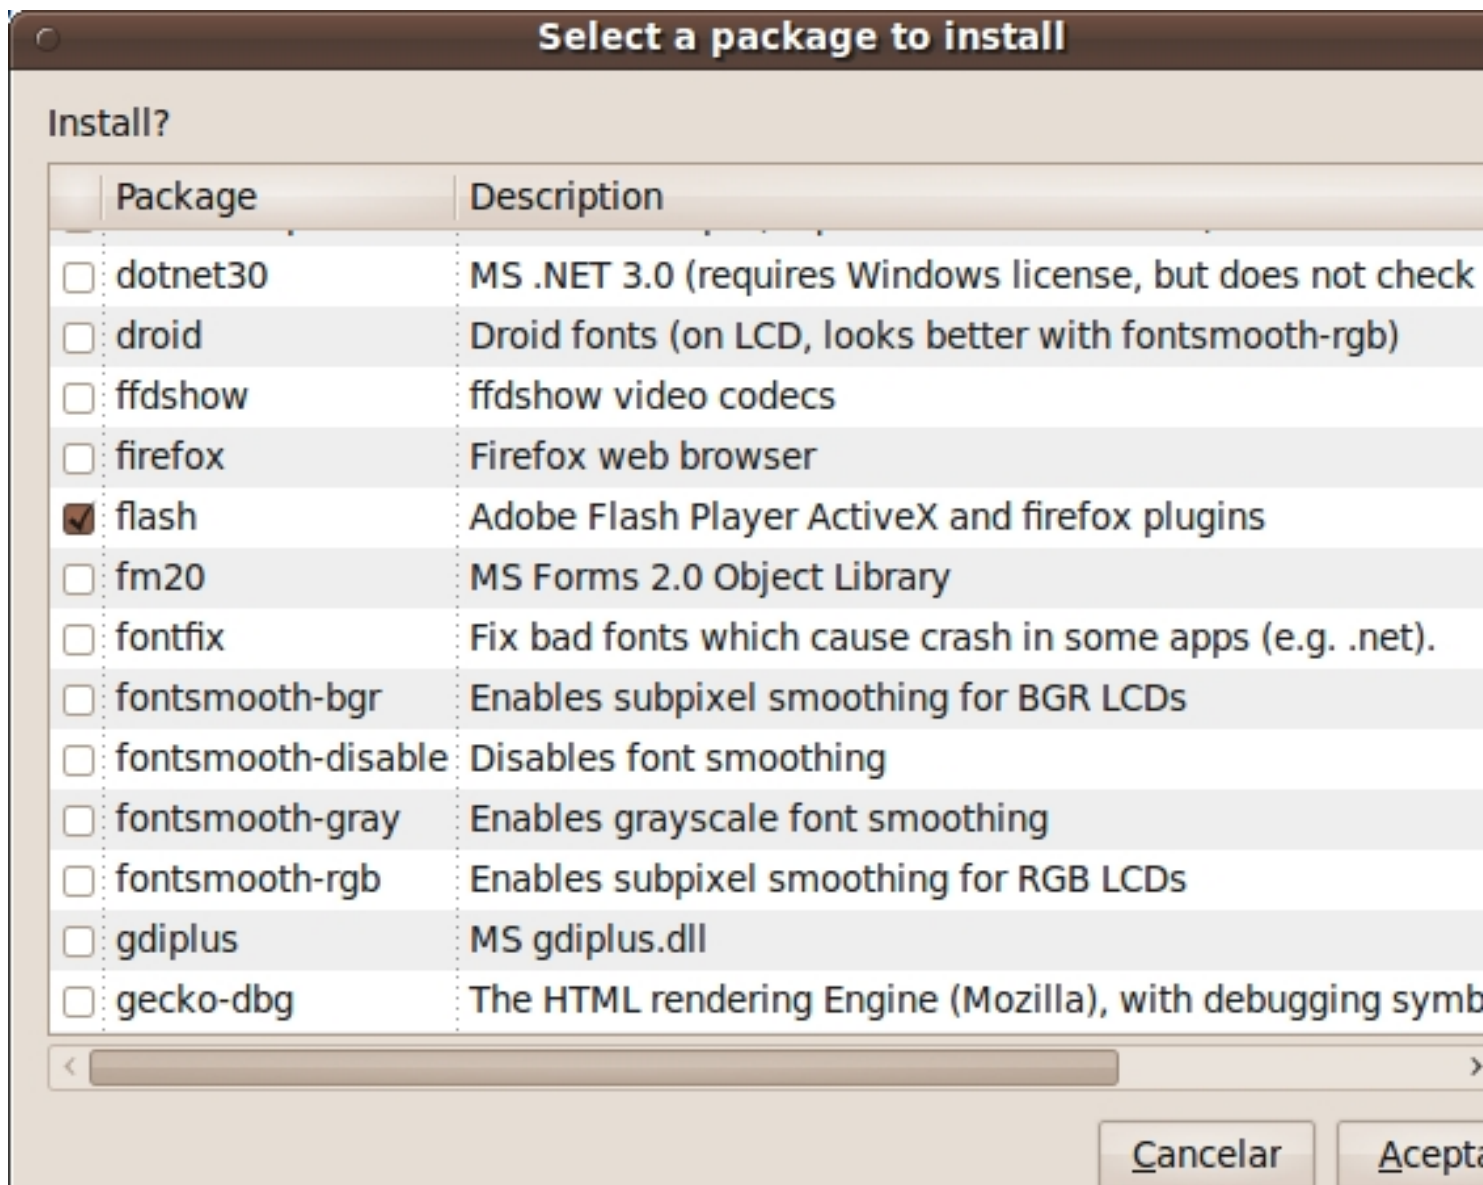 Select a package to install
Install?
Package Description
dotnet30 MS .NET 3.0 (requires Windows license, but does not check
droid Droid fonts (on LCD, looks better with fontsmooth-rgb)
ffdshow ffdshow video codecs
firefox Firefox web browser
flash Adobe Flash Player ActiveX and firefox plugins
fm20 MS Forms 2.0 Object Library
fontfix Fix bad fonts which cause crash in some apps (e.g. .net).
fontsmooth-bgr Enables subpixel smoothing for BGR LCDs
fontsmooth-disable Disables font smoothing
fontsmooth-gray Enables grayscale font smoothing
fontsmooth-rgb Enables subpixel smoothing for RGB LCDs
gdiplus MS gdiplus.dll
gecko-dbg The HTML rendering Engine (Mozilla), with debugging symb
Cancelar Acepta